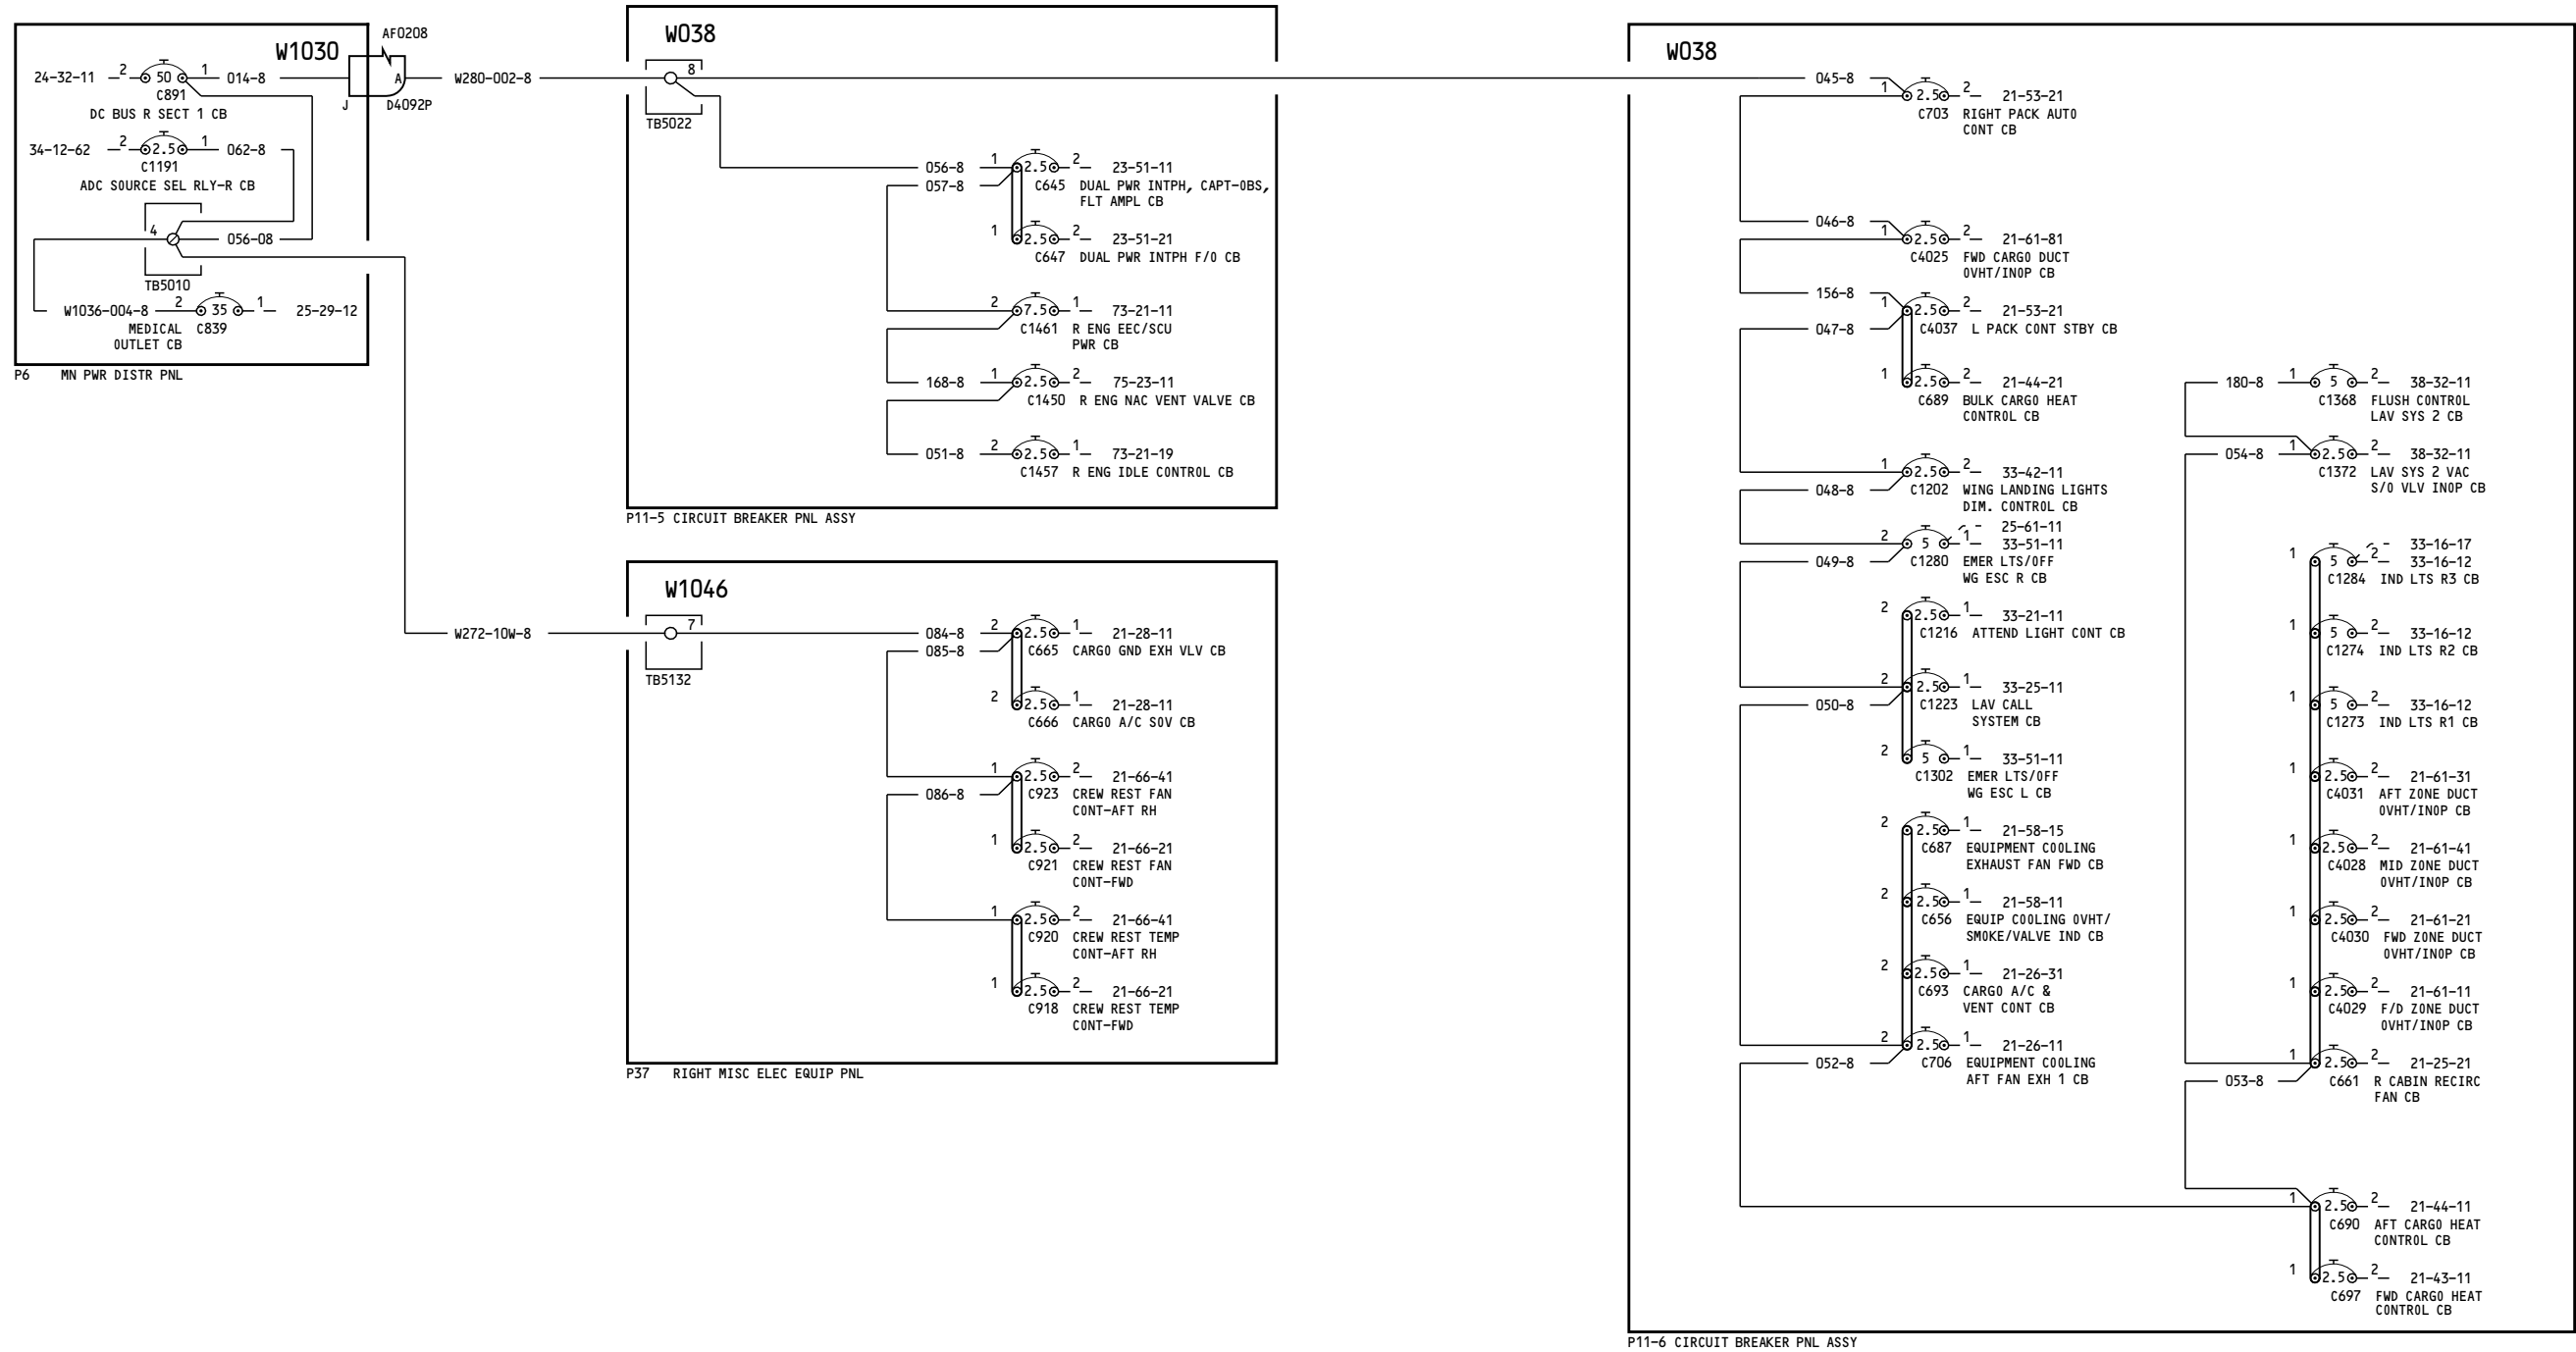 W1030
24-32-11 2 50 1 014-8
C891
DC BUS R SECT 1 CB
34-12-62 2 2.5 1 062-8
C1191
ADC SOURCE SEL RLY-R CB
4 056-08
TB5010
W1036-004-8 2 35 1 25-29-12
MEDICAL C839
OUTLET CB
P6 MN PWR DISTR PNL
AF0208
A
J D4092P
W280-002-8
W272-10W-8
W038
8
TB5022
056-8 1 2.5 2 23-51-11
057-8 C645 DUAL PWR INTPH, CAPT-OBS,
FLT AMPL CB
1 2.5 2 23-51-21
C647 DUAL PWR INTPH F/O CB
2 7.5 1 73-21-11
C1461 R ENG EEC/SCU
PWR CB
168-8 1 2.5 2 75-23-11
C1450 R ENG NAC VENT VALVE CB
051-8 2 2.5 1 73-21-19
C1457 R ENG IDLE CONTROL CB
P11-5 CIRCUIT BREAKER PNL ASSY
W1046
7
TB5132
084-8 2 2.5 1 21-28-11
085-8 C665 CARGO GND EXH VLV CB
2 2.5 1 21-28-11
C666 CARGO A/C SOV CB
1 2.5 2 21-66-41
086-8 C923 CREW REST FAN
CONT-AFT RH
1 2.5 2 21-66-21
C921 CREW REST FAN
CONT-FWD
1 2.5 2 21-66-41
C920 CREW REST TEMP
CONT-AFT RH
1 2.5 2 21-66-21
C918 CREW REST TEMP
CONT-FWD
P37 RIGHT MISC ELEC EQUIP PNL
W038
045-8 1 2.5 2 21-53-21
C703 RIGHT PACK AUTO
CONT CB
046-8 1 2.5 2 21-61-81
C4025 FWD CARGO DUCT
OVHT/INOP CB
156-8 1 2.5 2 21-53-21
047-8 C4037 L PACK CONT STBY CB
1 2.5 2 21-44-21
C689 BULK CARGO HEAT
CONTROL CB
1 2.5 2 33-42-11
048-8 C1202 WING LANDING LIGHTS
DIM. CONTROL CB
25-61-11
2 5 1 33-51-11
049-8 C1280 EMER LTS/OFF
WG ESC R CB
2 2.5 1 33-21-11
C1216 ATTEND LIGHT CONT CB
2 2.5 1 33-25-11
050-8 C1223 LAV CALL
SYSTEM CB
2 5 1 33-51-11
C1302 EMER LTS/OFF
WG ESC L CB
2 2.5 1 21-58-15
C687 EQUIPMENT COOLING
EXHAUST FAN FWD CB
2 2.5 1 21-58-11
C656 EQUIP COOLING OVHT/
SMOKE/VALVE IND CB
2 2.5 1 21-26-31
C693 CARGO A/C &
VENT CONT CB
2 2.5 1 21-26-11
052-8 C706 EQUIPMENT COOLING
AFT FAN EXH 1 CB
180-8 1 5 2 38-32-11
C1368 FLUSH CONTROL
LAV SYS 2 CB
054-8 1 2.5 2 38-32-11
C1372 LAV SYS 2 VAC
S/O VLV INOP CB
33-16-17
1 5 2 33-16-12
C1284 IND LTS R3 CB
1 5 2 33-16-12
C1274 IND LTS R2 CB
1 5 2 33-16-12
C1273 IND LTS R1 CB
1 2.5 2 21-61-31
C4031 AFT ZONE DUCT
OVHT/INOP CB
1 2.5 2 21-61-41
C4028 MID ZONE DUCT
OVHT/INOP CB
1 2.5 2 21-61-21
C4030 FWD ZONE DUCT
OVHT/INOP CB
1 2.5 2 21-61-11
C4029 F/D ZONE DUCT
OVHT/INOP CB
1 2.5 2 21-25-21
053-8 C661 R CABIN RECIRC
FAN CB
1 2.5 2 21-44-11
C690 AFT CARGO HEAT
CONTROL CB
1 2.5 2 21-43-11
C697 FWD CARGO HEAT
CONTROL CB
P11-6 CIRCUIT BREAKER PNL ASSY